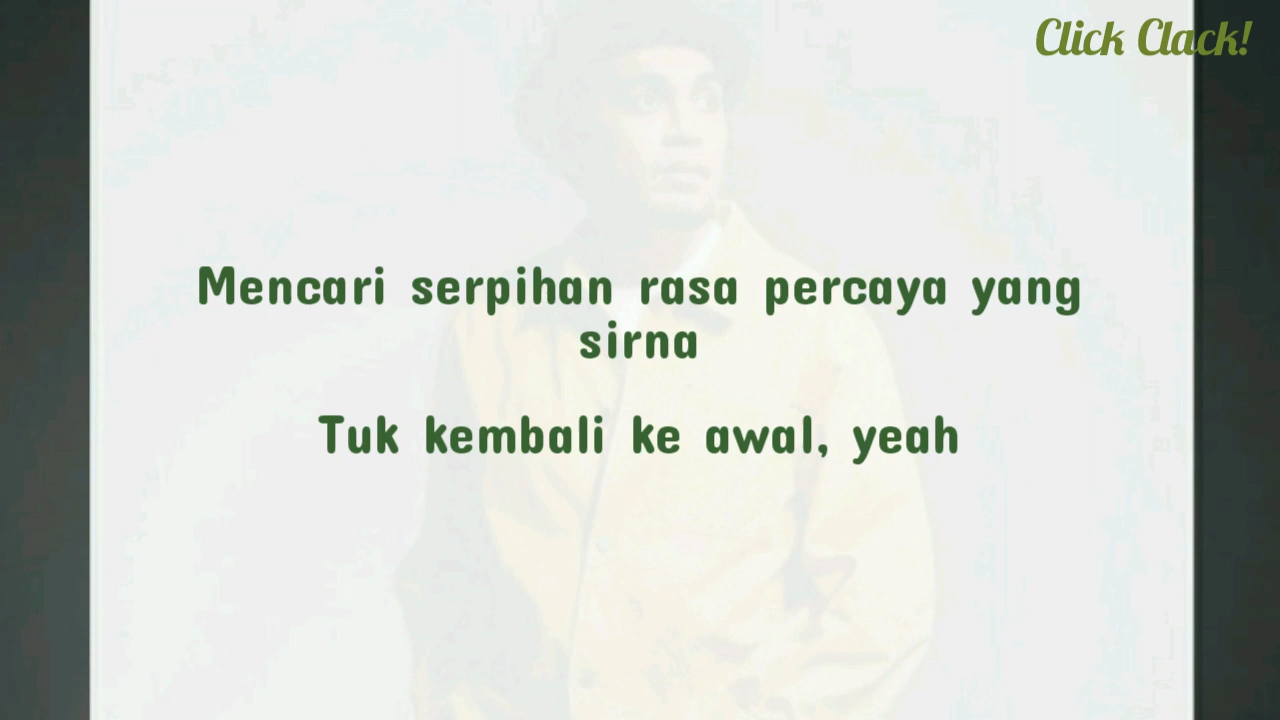 Click Clack!
Mencari serpihan rasa percaya yang
sirna
Tuk kembali ke awal, yeah